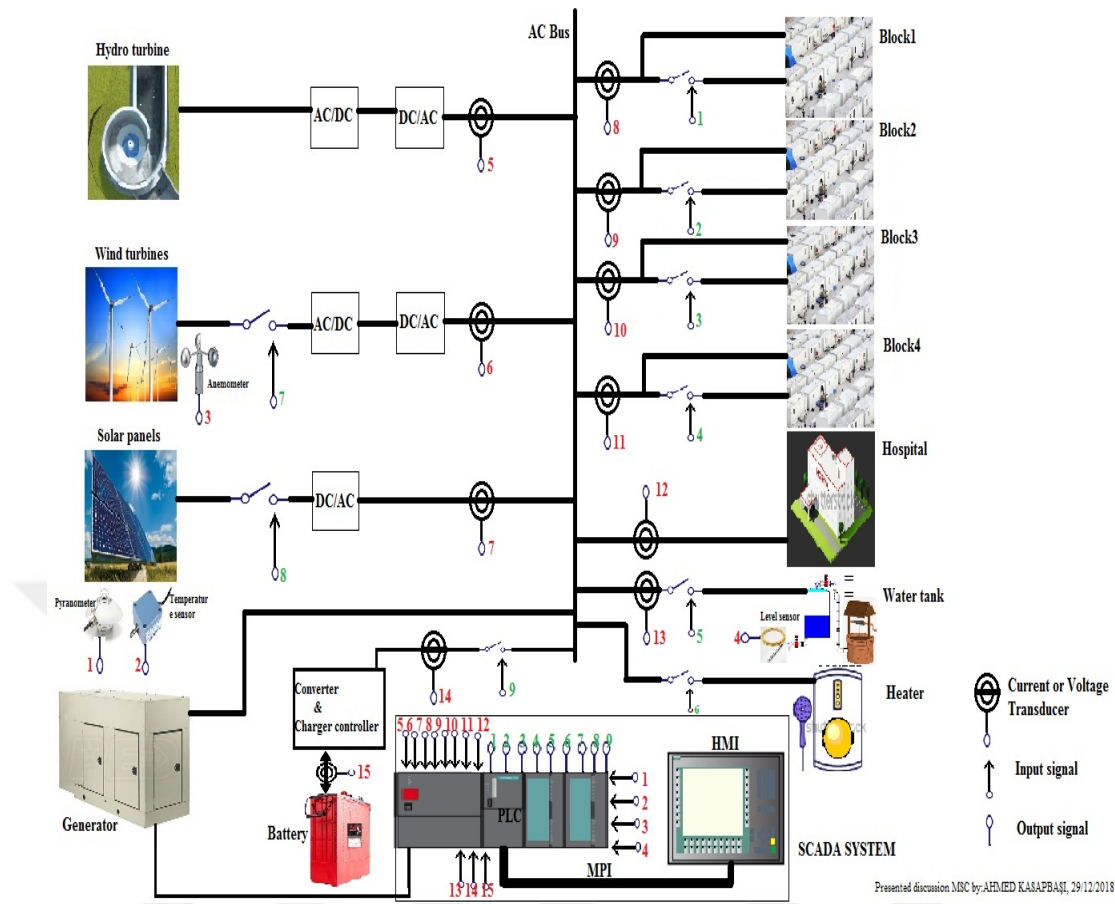 Hydro turbine
AC Bus
Block1
AC/DC
DC/AC
5
8
1
Block2
9
2
Wind turbines
Block3
AC/DC
DC/AC
10
3
6
Anemometer
3
7
Block4
11
4
Solar panels
Hospital
DC/AC
12
7
8
Pyranometer
Temperatur
e sensor
1
2
Water tank
Level sensor
4
13
5
14
9
Converter
&
Charger controller
Heater
6
Current or Voltage
Transducer
Input signal
Output signal
5
6
7
8
9
10
11
12
1
2
3
4
5
6
7
8
9
HMI
15
PLC
1
2
3
4
Generator
Battery
MPI
13
14
15
SCADA SYSTEM
Presented discussion MSC by:AHMED KASAPBAŞI, 29/12/2018